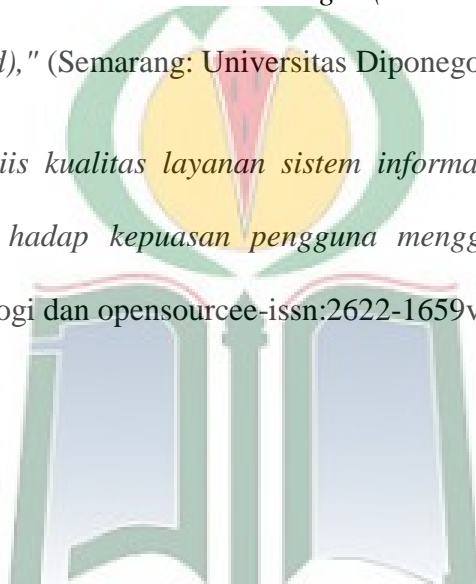 d)," (Semarang: Universitas Diponego
iis kualitas layanan sistem informa
hadap kepuasan pengguna mengg
ogi dan opensourcee-issn:2622-1659v